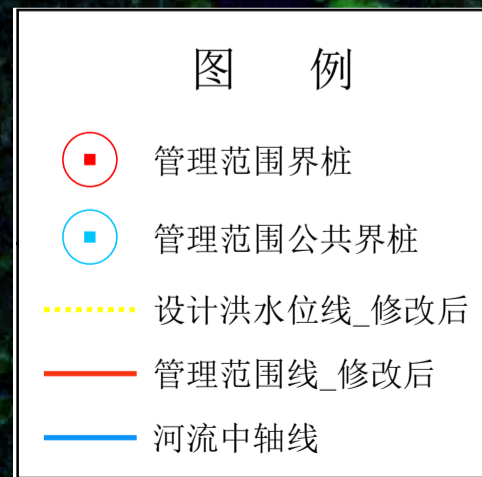 图 例
管理范围界桩
管理范围公共界桩
设计洪水位线_修改后
管理范围线_修改后
河流中轴线